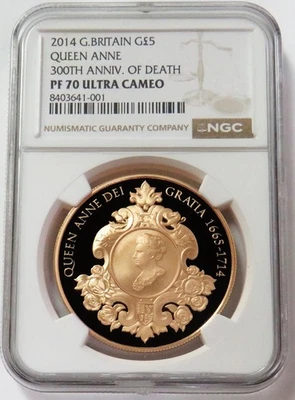 2014 G.BRITAIN G£5
QUEEN ANNE
300TH ANNIV. OF DEATH
PF 70 ULTRA CAMEO
8403641-001
NUMISMATIC GUARANTY COMPANY
NGC
QUEEN ANNE DEI GRATIA 1665-1714